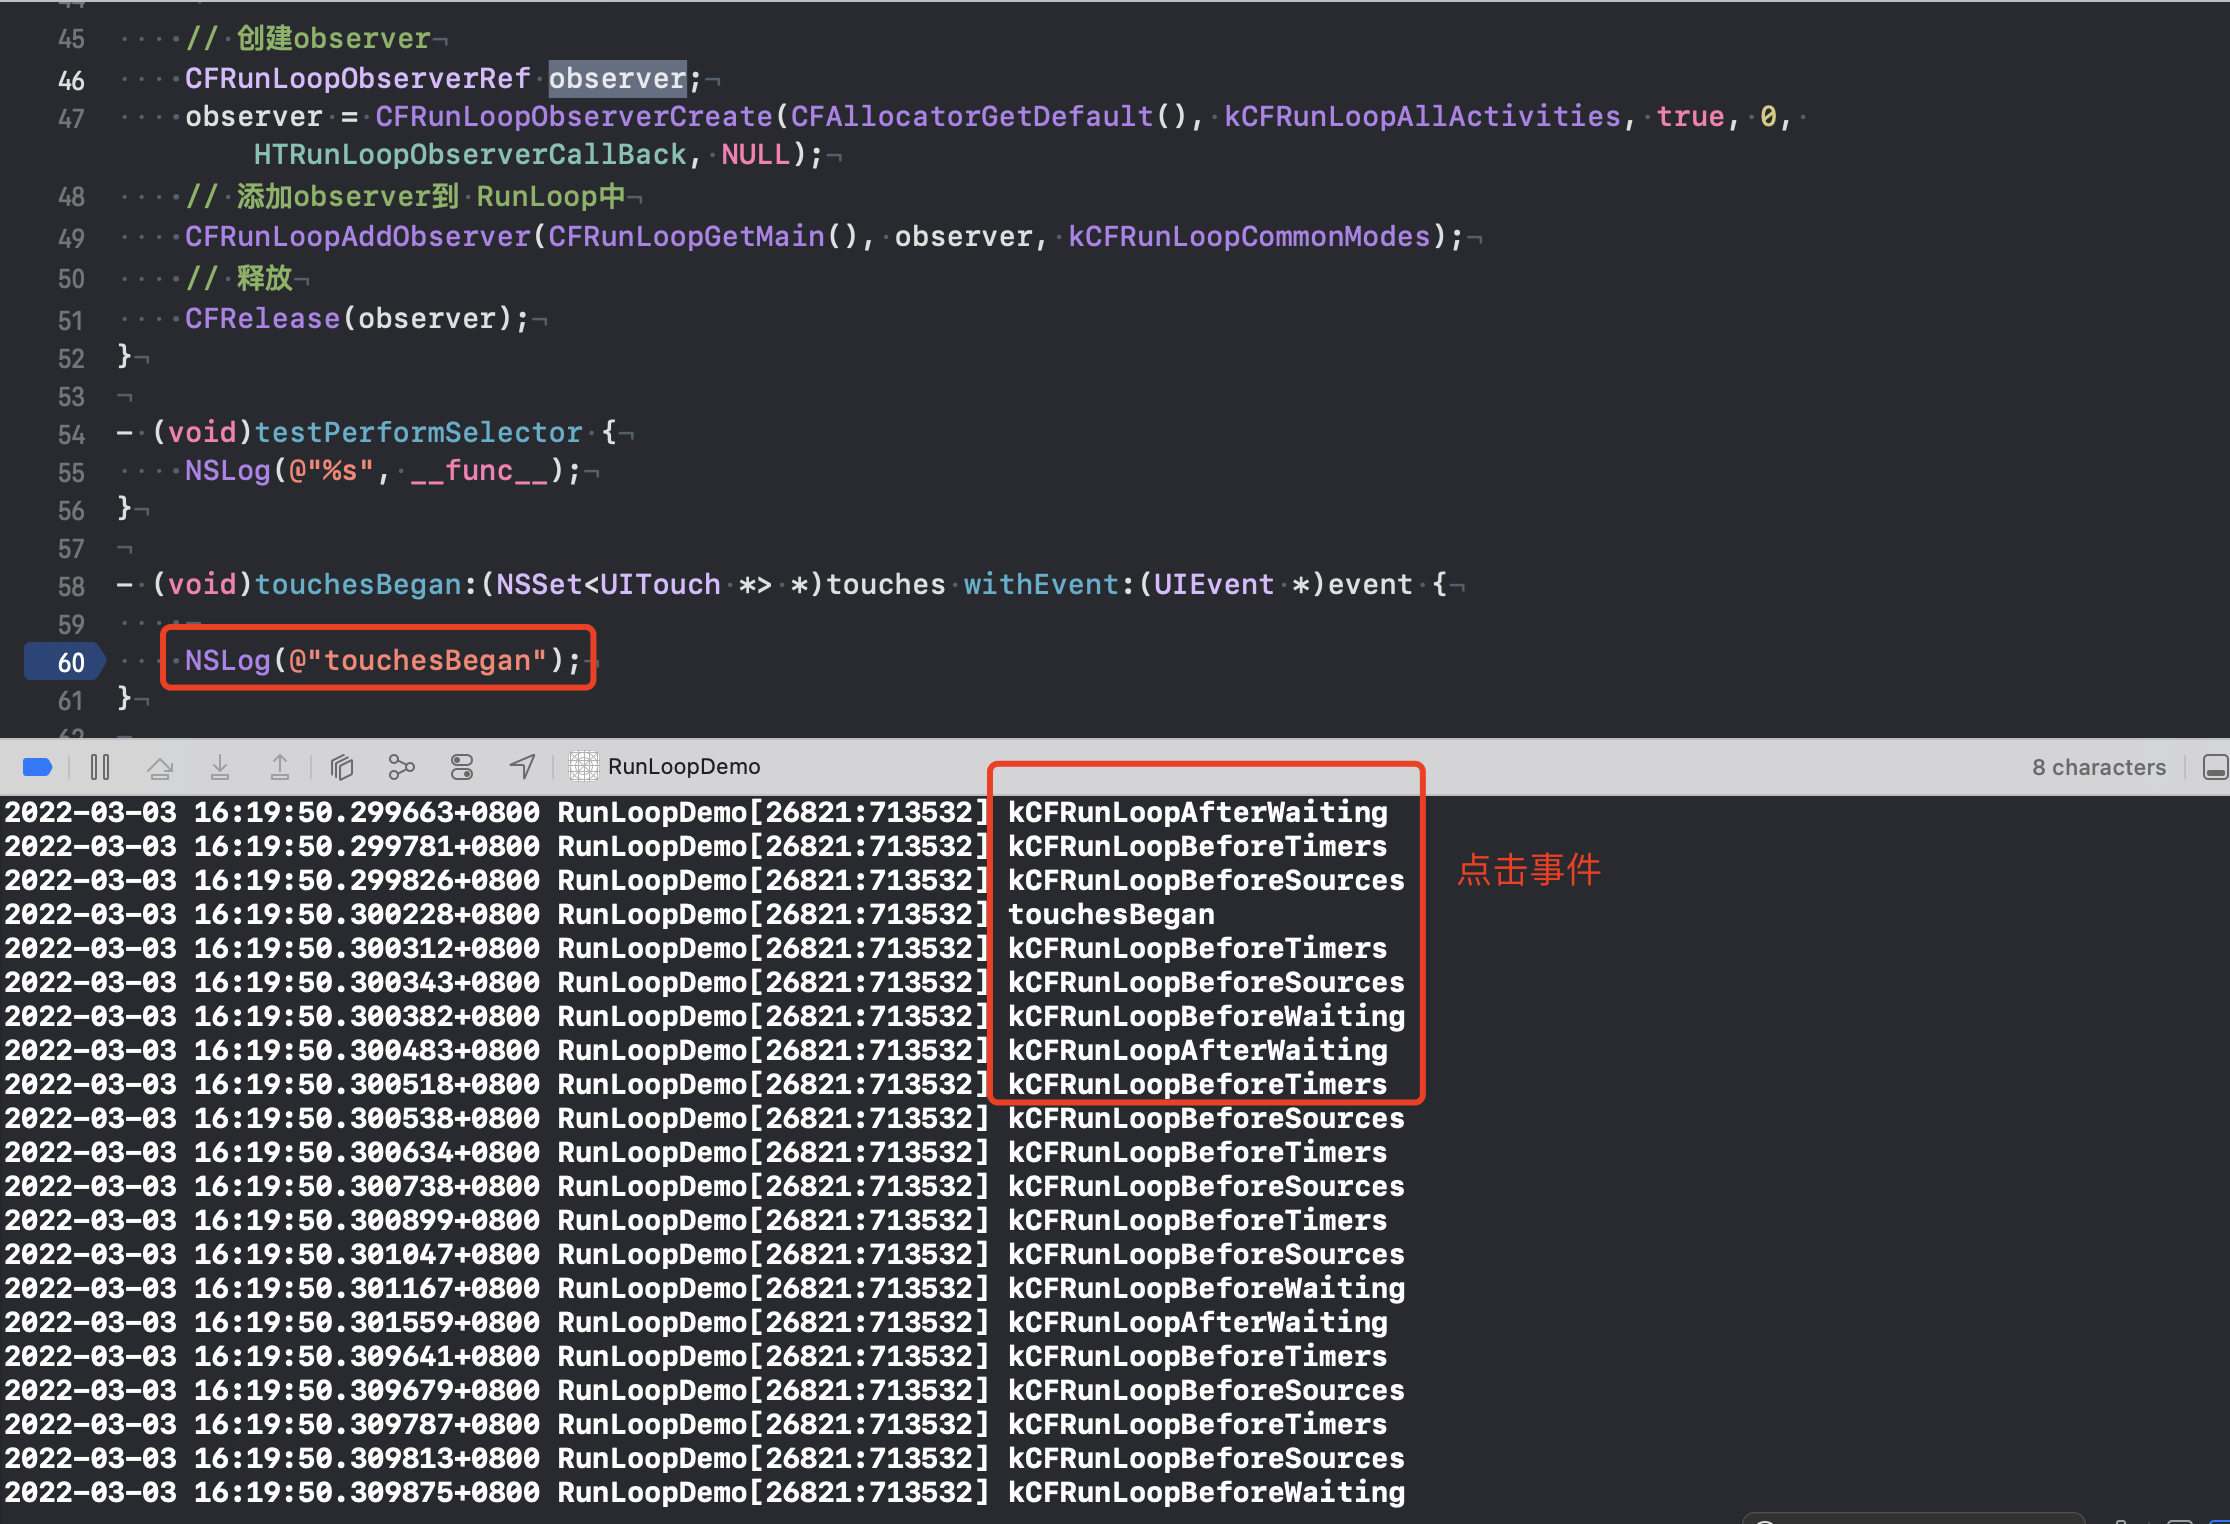 45 // 创建observer
46 CFRunLoopObserverRef observer;
47 observer = CFRunLoopObserverCreate(CFAllocatorGetDefault(), kCFRunLoopAllActivities, true, 0,
HTRunLoopObserverCallBack, NULL);
48 // 添加observer到 RunLoop中
49 CFRunLoopAddObserver(CFRunLoopGetMain(), observer, kCFRunLoopCommonModes);
50 // 释放
51 CFRelease(observer);
52 }
53
54 - (void)testPerformSelector {
55 NSLog(@"%s", __func__);
56 }
57
58 - (void)touchesBegan:(NSSet<UITouch *> *)touches withEvent:(UIEvent *)event {
59
60 NSLog(@"touchesBegan");
61 }
RunLoopDemo 8 characters
2022-03-03 16:19:50.299663+0800 RunLoopDemo[26821:713532] kCFRunLoopAfterWaiting
2022-03-03 16:19:50.299781+0800 RunLoopDemo[26821:713532] kCFRunLoopBeforeTimers
2022-03-03 16:19:50.299826+0800 RunLoopDemo[26821:713532] kCFRunLoopBeforeSources
点击事件
2022-03-03 16:19:50.300228+0800 RunLoopDemo[26821:713532] touchesBegan
2022-03-03 16:19:50.300312+0800 RunLoopDemo[26821:713532] kCFRunLoopBeforeTimers
2022-03-03 16:19:50.300343+0800 RunLoopDemo[26821:713532] kCFRunLoopBeforeSources
2022-03-03 16:19:50.300382+0800 RunLoopDemo[26821:713532] kCFRunLoopBeforeWaiting
2022-03-03 16:19:50.300483+0800 RunLoopDemo[26821:713532] kCFRunLoopAfterWaiting
2022-03-03 16:19:50.300518+0800 RunLoopDemo[26821:713532] kCFRunLoopBeforeTimers
2022-03-03 16:19:50.300538+0800 RunLoopDemo[26821:713532] kCFRunLoopBeforeSources
2022-03-03 16:19:50.300634+0800 RunLoopDemo[26821:713532] kCFRunLoopBeforeTimers
2022-03-03 16:19:50.300738+0800 RunLoopDemo[26821:713532] kCFRunLoopBeforeSources
2022-03-03 16:19:50.300899+0800 RunLoopDemo[26821:713532] kCFRunLoopBeforeTimers
2022-03-03 16:19:50.301047+0800 RunLoopDemo[26821:713532] kCFRunLoopBeforeSources
2022-03-03 16:19:50.301167+0800 RunLoopDemo[26821:713532] kCFRunLoopBeforeWaiting
2022-03-03 16:19:50.301559+0800 RunLoopDemo[26821:713532] kCFRunLoopAfterWaiting
2022-03-03 16:19:50.309641+0800 RunLoopDemo[26821:713532] kCFRunLoopBeforeTimers
2022-03-03 16:19:50.309679+0800 RunLoopDemo[26821:713532] kCFRunLoopBeforeSources
2022-03-03 16:19:50.309787+0800 RunLoopDemo[26821:713532] kCFRunLoopBeforeTimers
2022-03-03 16:19:50.309813+0800 RunLoopDemo[26821:713532] kCFRunLoopBeforeSources
2022-03-03 16:19:50.309875+0800 RunLoopDemo[26821:713532] kCFRunLoopBeforeWaiting